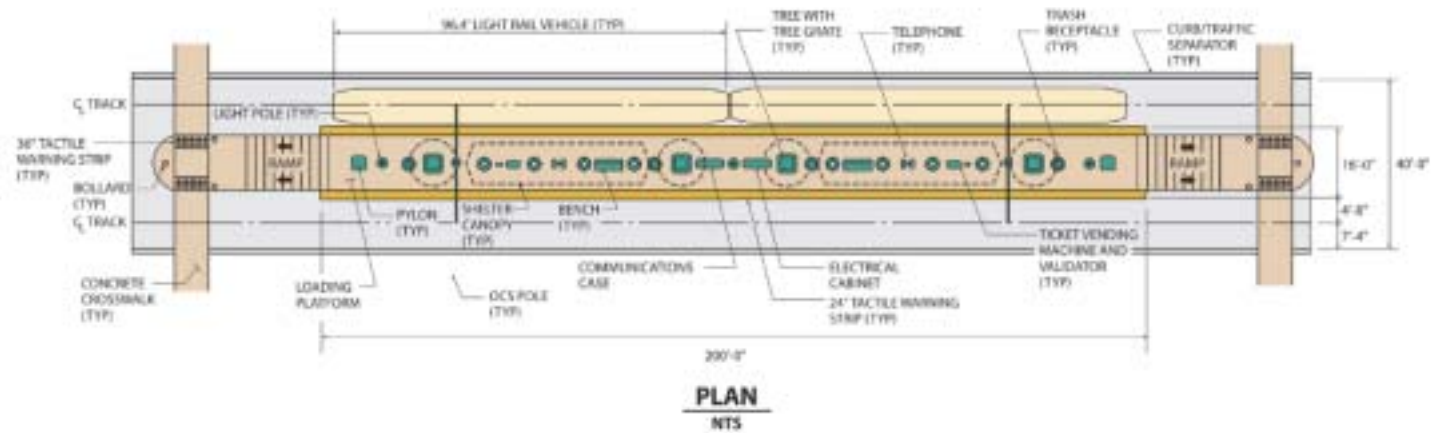 96.4' LIGHT RAIL VEHICLE (TYP)
TREE WITH
TREE GRATE
(TYP)
TELEPHONE
(TYP)
TRASH
RECEPTACLE
(TYP)
CURB/TRAFFIC
SEPARATOR
(TYP)
CL TRACK
LIGHT POLE (TYP)
36" TACTILE
WARNING STRIP
(TYP)
RAMP
RAMP
16'-0"
40'-0"
BOLLARD
(TYP)
CL TRACK
PYLON
(TYP)
SHELTER
CANOPY
(TYP)
BENCH
(TYP)
4'-8"
7'-4"
TICKET VENDING
MACHINE AND
VALIDATOR
(TYP)
CONCRETE
CROSSWALK
(TYP)
LOADING
PLATFORM
OCS POLE
(TYP)
COMMUNICATIONS
CASE
ELECTRICAL
CABINET
24" TACTILE WARNING
STRIP (TYP)
200'-0"
PLAN
NTS